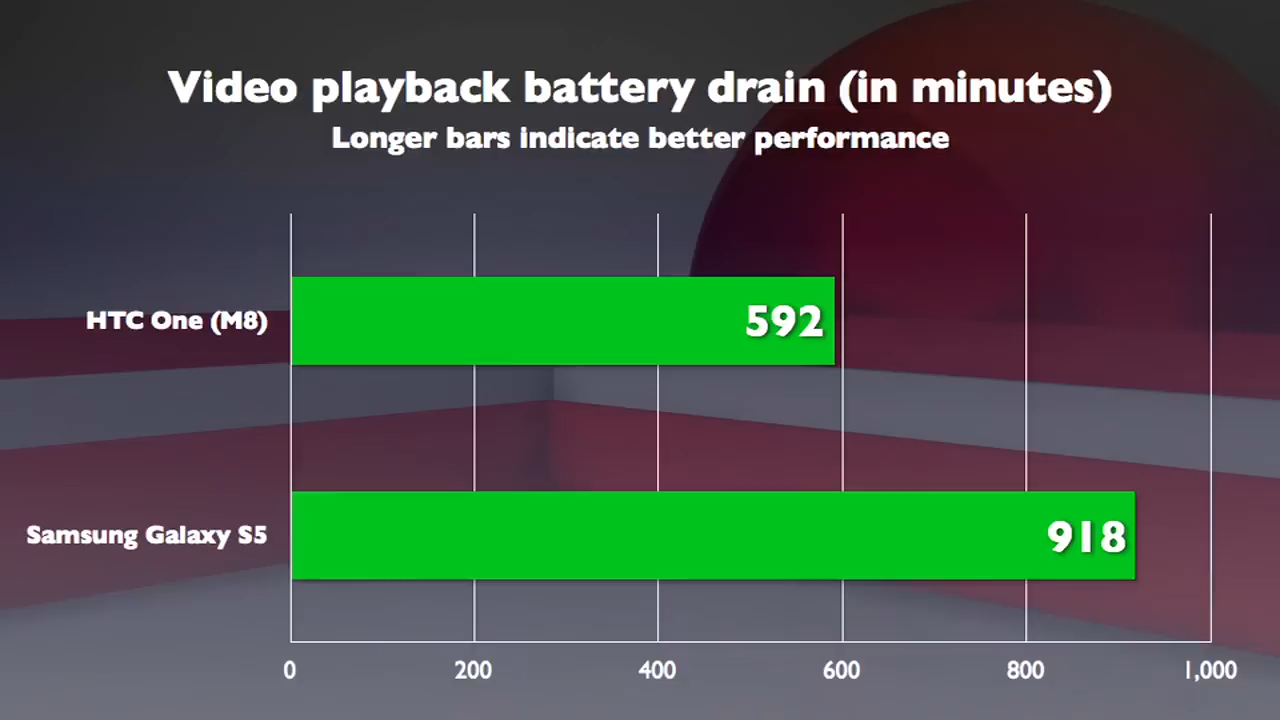 Video playback battery drain (in minutes)
Longer bars indicate better performance
HTC One (M8)
592
Samsung Galaxy S5
918
0 200 400 600 800 1,000